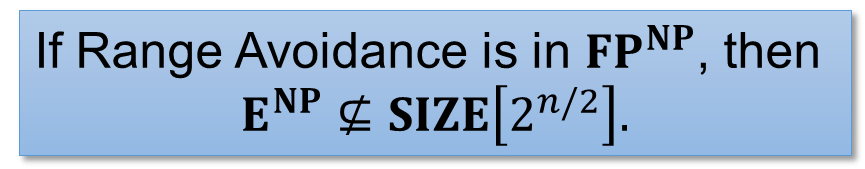 If Range Avoidance is in 𝐅𝐏^𝐍𝐏, then
𝐄^𝐍𝐏 ⊈ 𝐒𝐈𝐙𝐄[2^{n/2}].